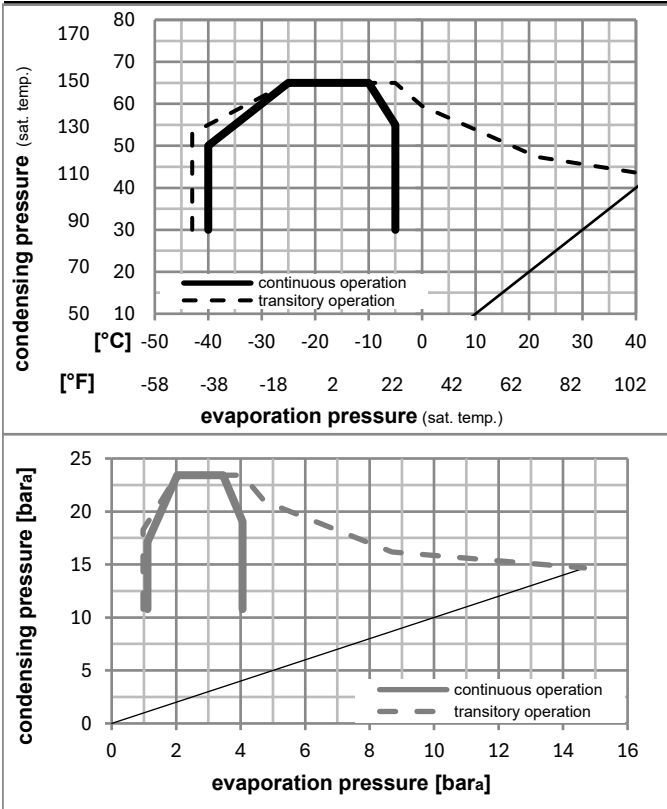 170 80
150 70
60
130 50
110 40
90 30
70 20
50 10
condensing pressure (sat. temp.)
continuous operation
transitory operation
[°C] -50 -40 -30 -20 -10 0 10 20 30 40
[°F] -58 -38 -18 2 22 42 62 82 102
evaporation pressure (sat. temp.)
25
20
15
10
5
0
condensing pressure [bara]
continuous operation
transitory operation
0 2 4 6 8 10 12 14 16
evaporation pressure [bara]